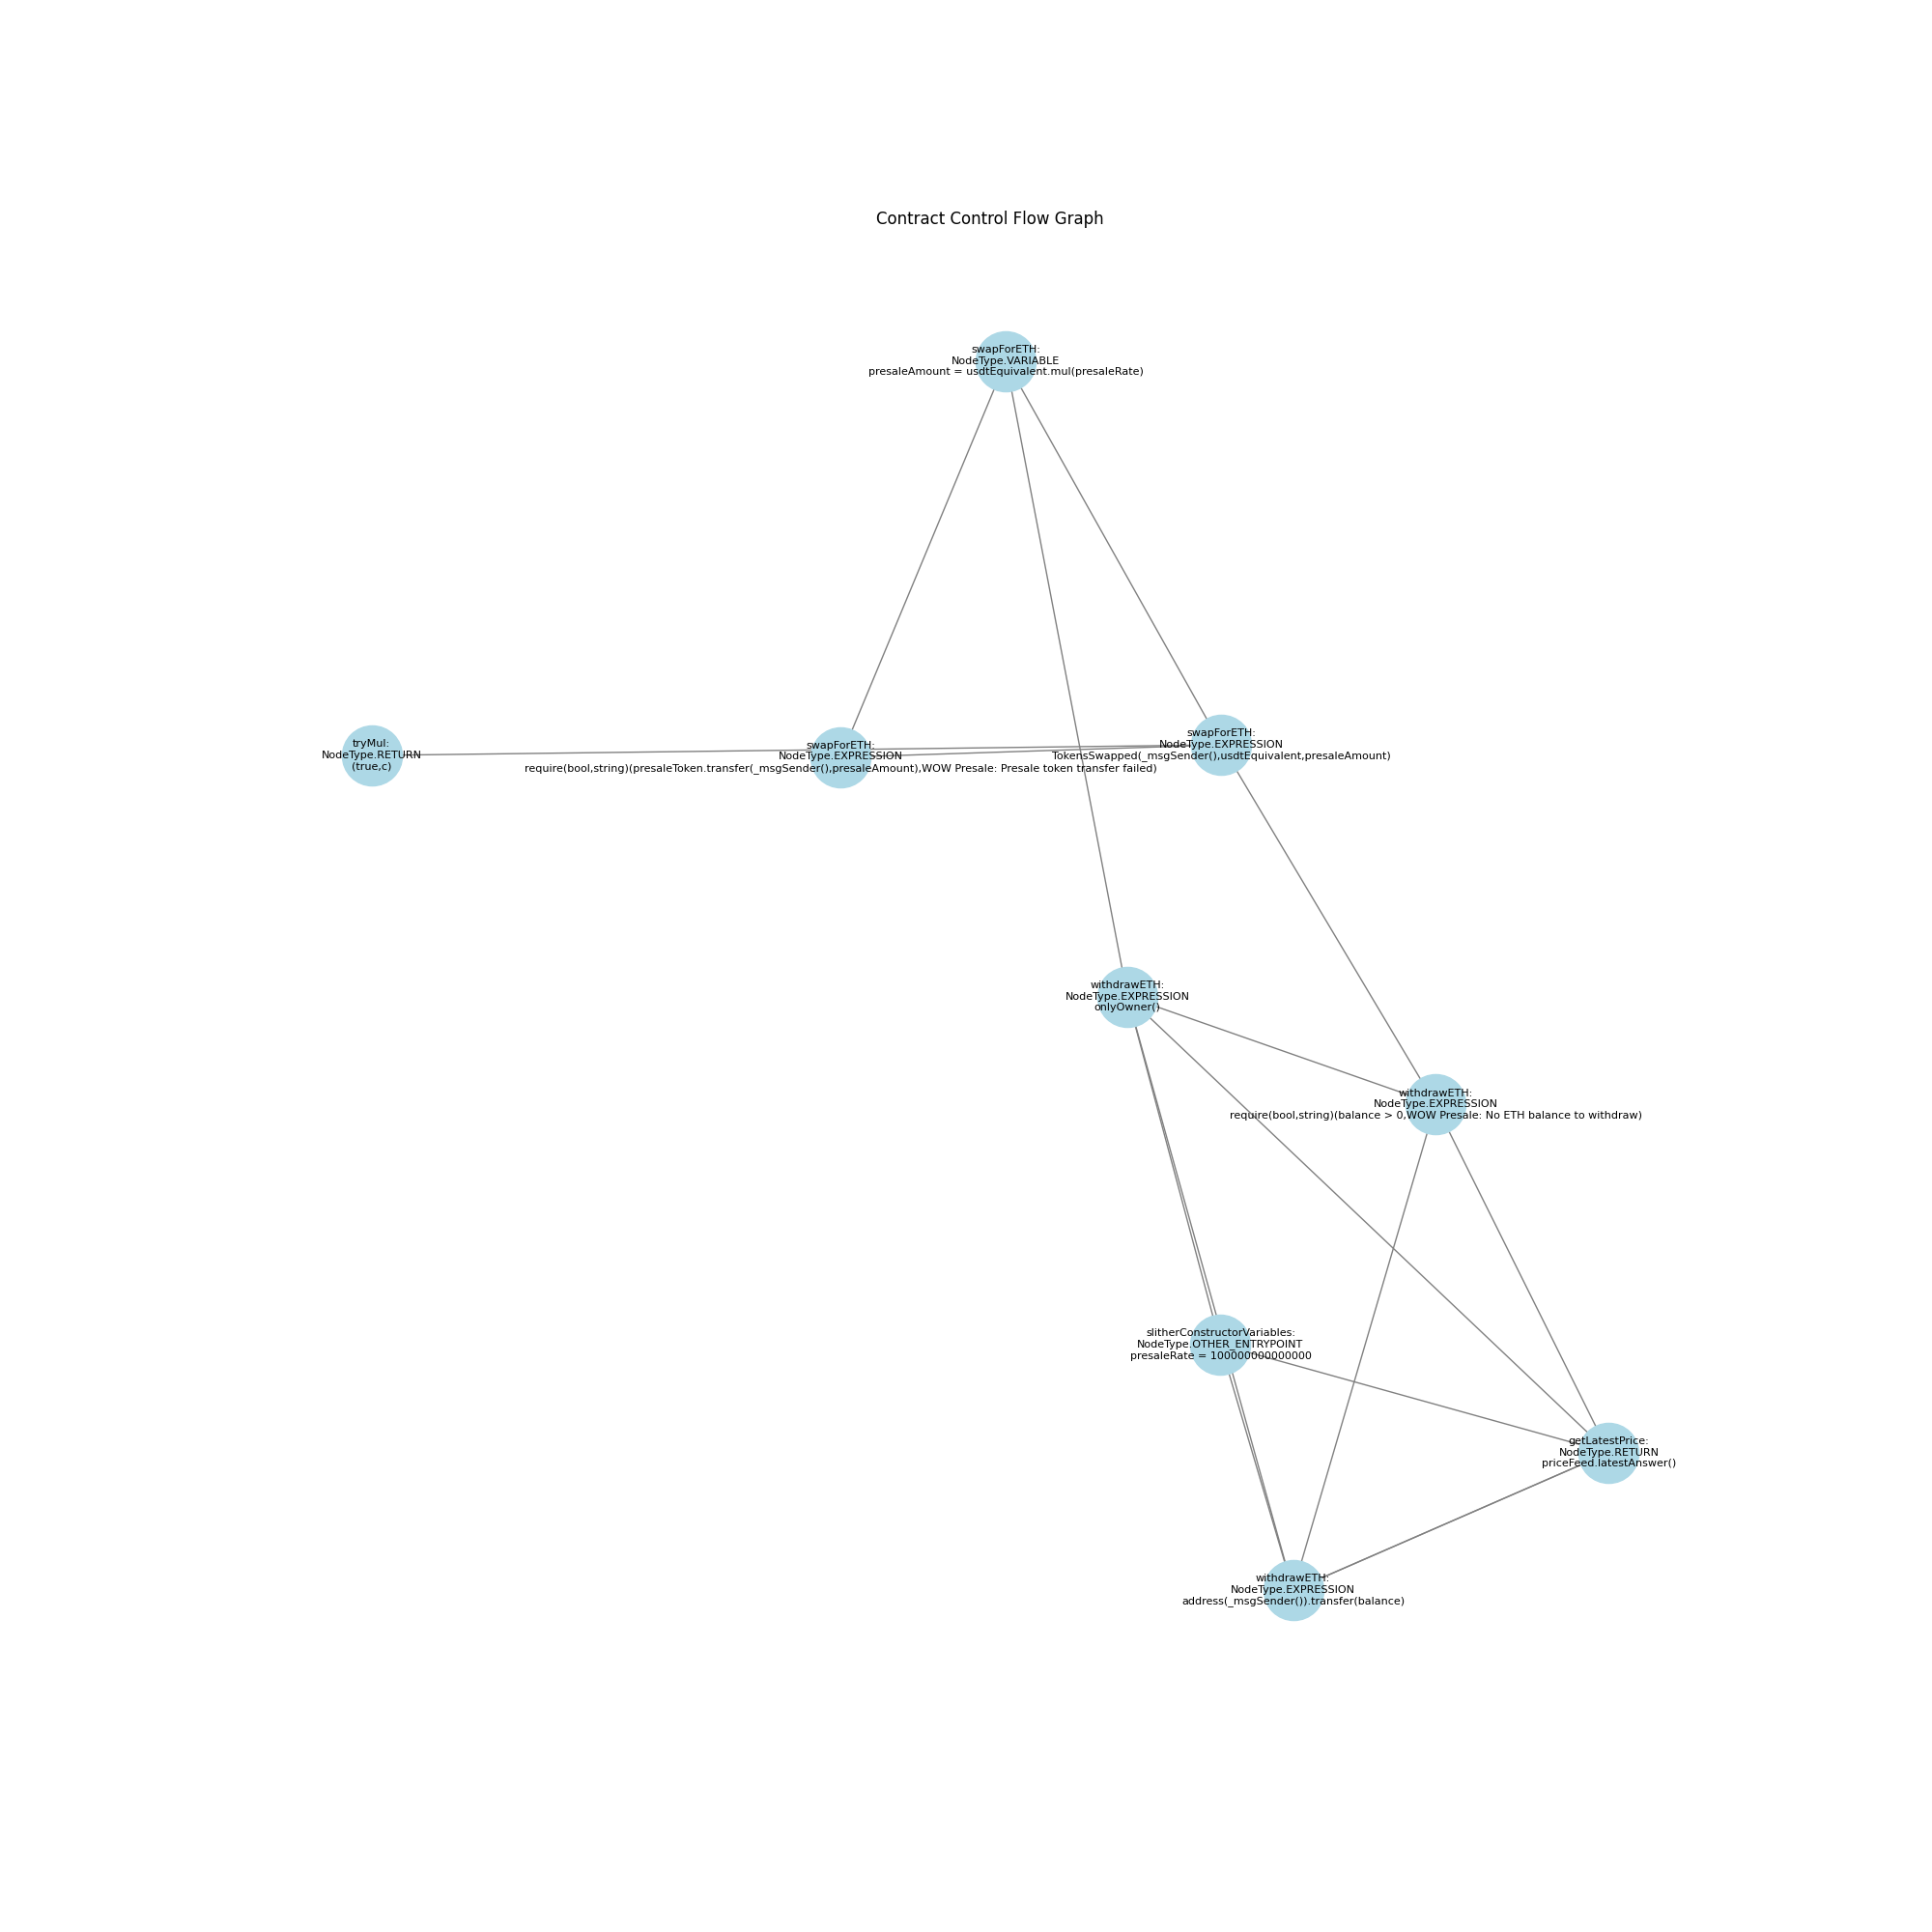 Contract Control Flow Graph
swapForETH:
NodeType.VARIABLE
presaleAmount = usdtEquivalent.mul(presaleRate)
tryMul:
NodeType.RETURN
(true,c)
swapForETH:
NodeType.EXPRESSION
require(bool,string)(presaleToken.transfer(_msgSender(),presaleAmount),WOW Presale: Presale token transfer failed)
swapForETH:
NodeType.EXPRESSION
TokensSwapped(_msgSender(),usdtEquivalent,presaleAmount)
withdrawETH:
NodeType.EXPRESSION
onlyOwner()
withdrawETH:
NodeType.EXPRESSION
require(bool,string)(balance > 0,WOW Presale: No ETH balance to withdraw)
slitherConstructorVariables:
NodeType.OTHER_ENTRYPOINT
presaleRate = 100000000000000
getLatestPrice:
NodeType.RETURN
priceFeed.latestAnswer()
withdrawETH:
NodeType.EXPRESSION
address(_msgSender()).transfer(balance)